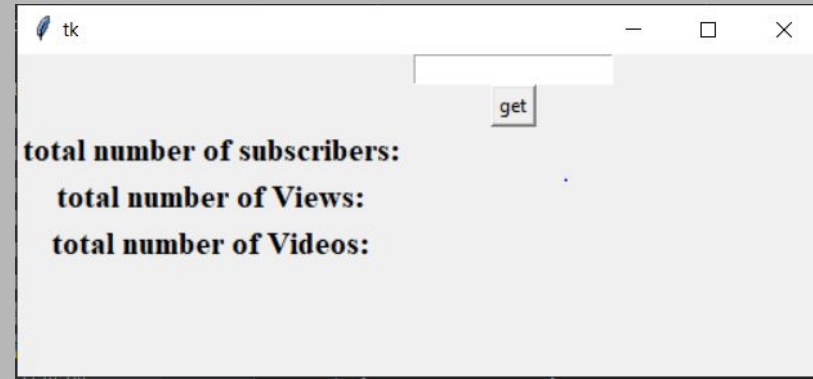 tk
get
total number of subscribers:
total number of Views:
total number of Videos: